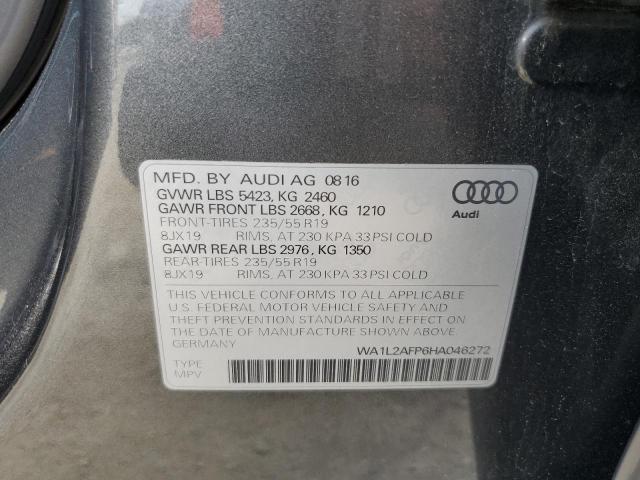 MFD. BY AUDI AG 08 16
GVWR LBS 5423, KG 2460
GAWR FRONT LBS 2668, KG 1210
FRONT-TIRES 235/55 R19
8JX19 RIMS, AT 230 KPA 33 PSI COLD
GAWR REAR LBS 2976, KG 1350
REAR-TIRES 235/55 R19
8JX19 RIMS, AT 230 KPA 33 PSI COLD
Audi
THIS VEHICLE CONFORMS TO ALL APPLICABLE
U.S. FEDERAL MOTOR VEHICLE SAFETY AND
THEFT PREVENTION STANDARDS IN EFFECT ON
THE DATE OF MANUFACTURE SHOWN ABOVE.
GERMANY WA1L2AFP6HA046272
TYPE:
MPV